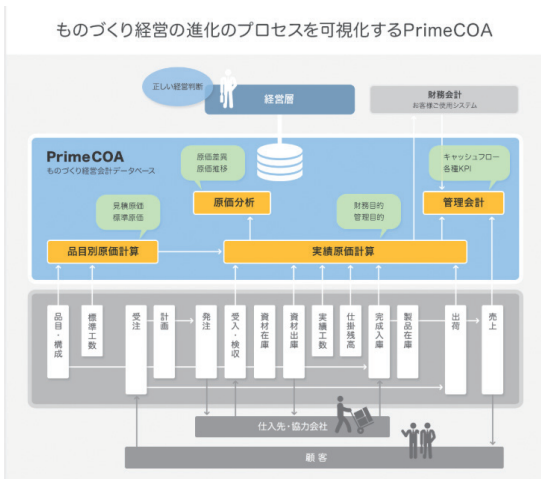 ものづくり経営の進化のプロセスを可視化するPrimeCOA
正しい経営判断
経営層
財務会計
お客様ご使用システム
PrimeCOA
ものづくり経営会計データベース
原価差異
原価推移
キャッシュフロー
各種KPI
見積原価
標準原価
原価分析
財務目的
管理目的
管理会計
品目別原価計算
実績原価計算
品目・構成
標準工数
受注
計画
発注
受入・検収
資材在庫
資材出庫
実績工数
仕掛残高
完成入庫
製品在庫
出荷
売上
仕入先・協力会社
顧客